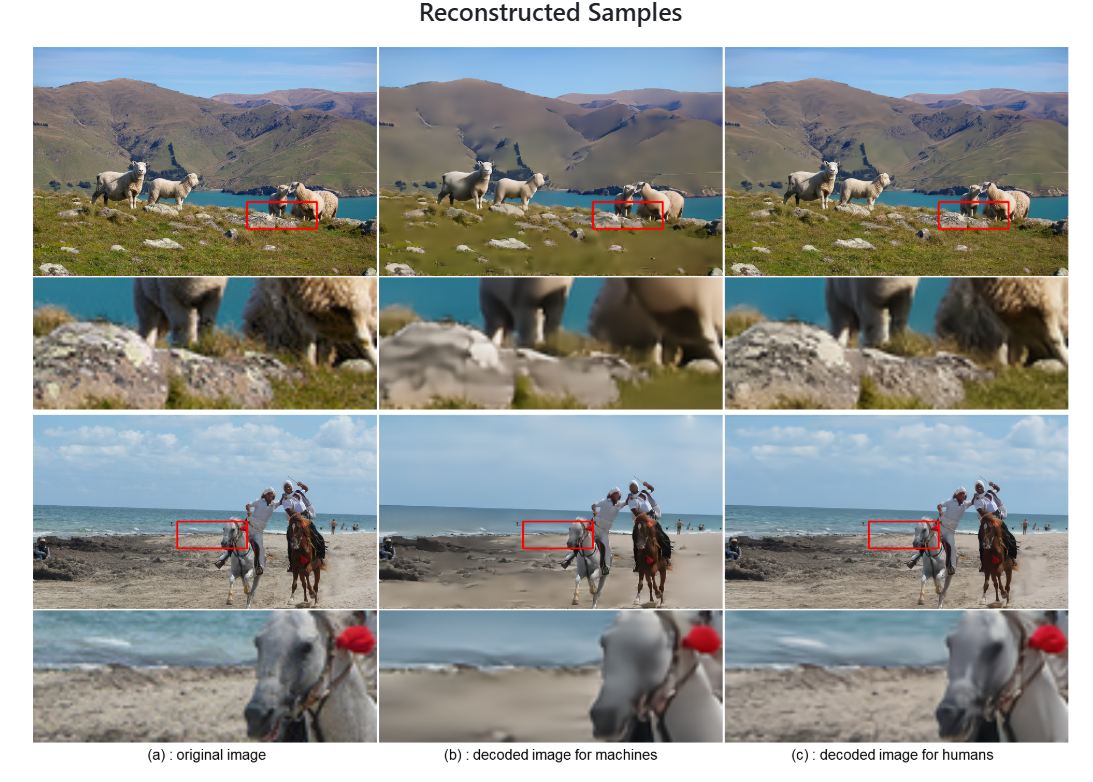 Reconstructed Samples
(a) : original image
(b) : decoded image for machines
(c) : decoded image for humans